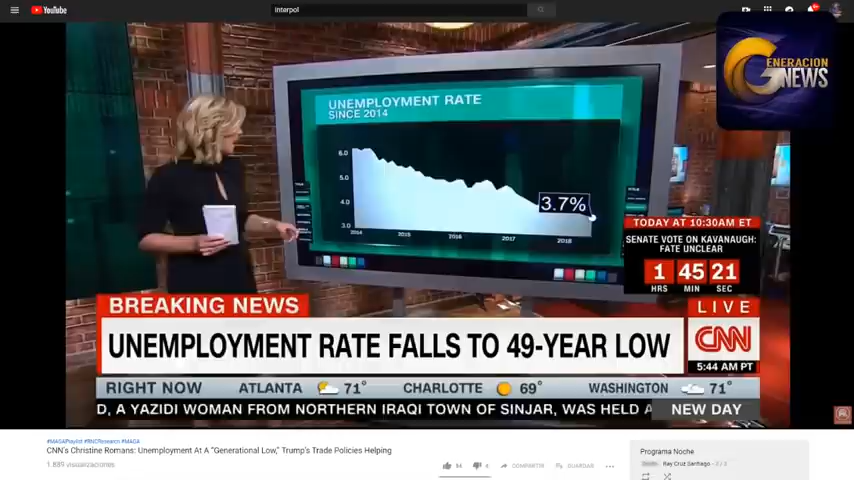 YouTube
interpol
9+
GENERACION
NEWS
UNEMPLOYMENT RATE
SINCE 2014
6.0
5.0
4.0
3.0
3.7%
2014
2015
2016
2017
2018
TODAY AT 10:30AM ET
SENATE VOTE ON KAVANAUGH:
FATE UNCLEAR
1 45 21
HRS MIN SEC
BREAKING NEWS
LIVE
UNEMPLOYMENT RATE FALLS TO 49-YEAR LOW
CNN
5:44 AM PT
RIGHT NOW ATLANTA 71° CHARLOTTE 69° WASHINGTON 71°
D, A YAZIDI WOMAN FROM NORTHERN IRAQI TOWN OF SINJAR, WAS HELD A
NEW DAY
#MAGAPlaylist #RNCResearch #MAGA
CNN's Christine Romans: Unemployment At A "Generational Low," Trump's Trade Policies Helping
1.889 visualizaciones
COMPARTIR
GUARDAR
Programa Noche
Rey Cruz Santiago - 2 / 3